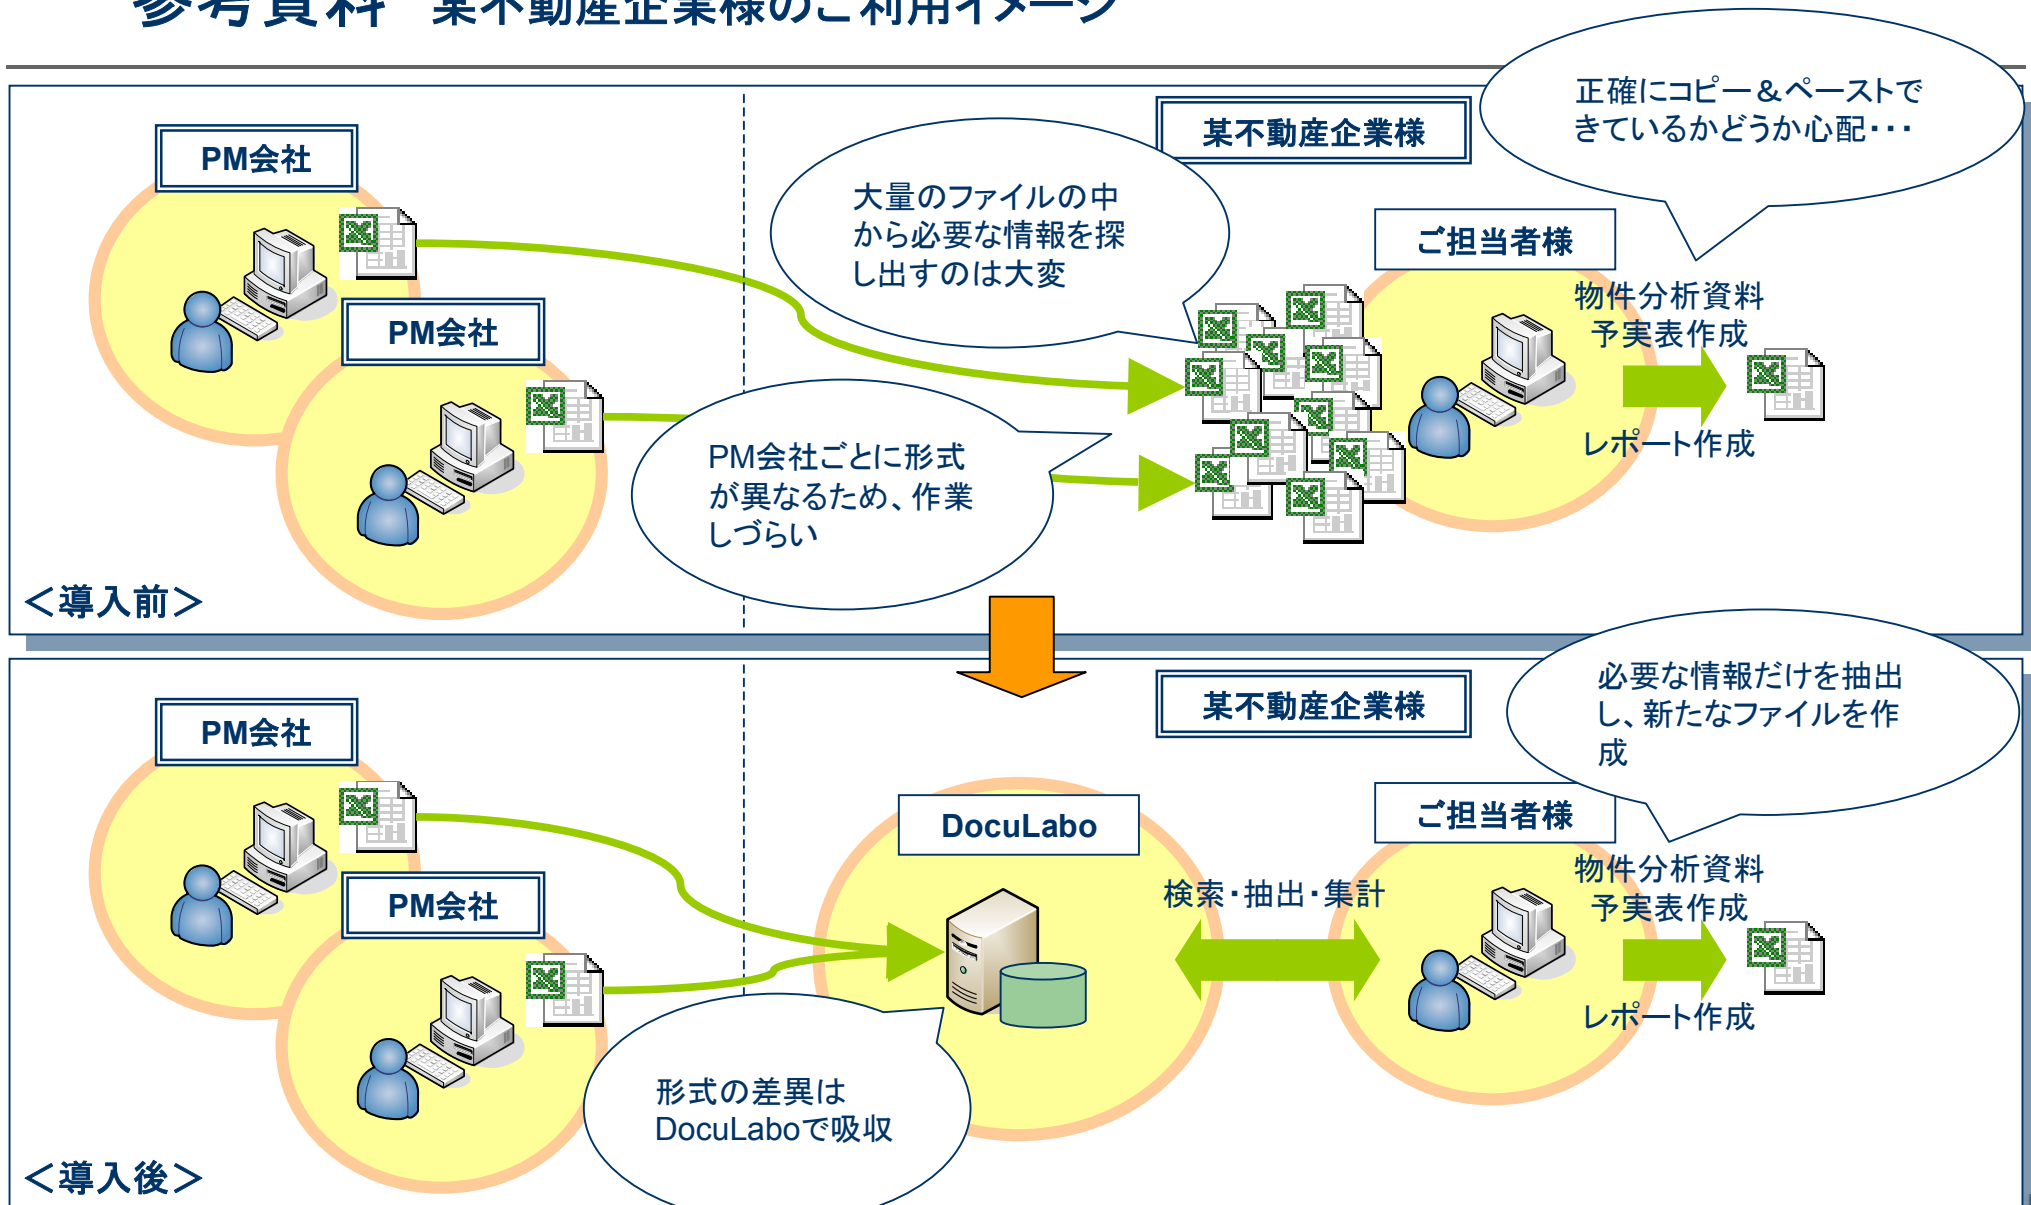 参考資料 某不動産企業様のご利用イメージ
正確にコピー＆ペーストで
きているかどうか心配・・・
某不動産企業様
PM会社
大量のファイルの中
から必要な情報を探
し出すのは大変
ご担当者様
物件分析資料
予実表作成
PM会社
レポート作成
PM会社ごとに形式
が異なるため、作業
しづらい
＜導入前＞
必要な情報だけを抽出
し、新たなファイルを作
成
某不動産企業様
PM会社
DocuLabo
ご担当者様
物件分析資料
予実表作成
検索・抽出・集計
PM会社
レポート作成
形式の差異は
DocuLaboで吸収
＜導入後＞